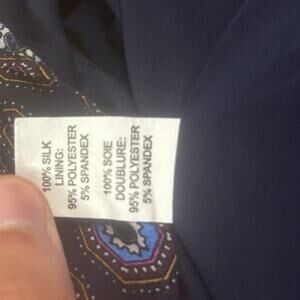 100% SILK
LINING:
95% POLYESTER
5% SPANDEX
100% SOIE
DOUBLURE:
95% POLYESTER
5% SPANDEX